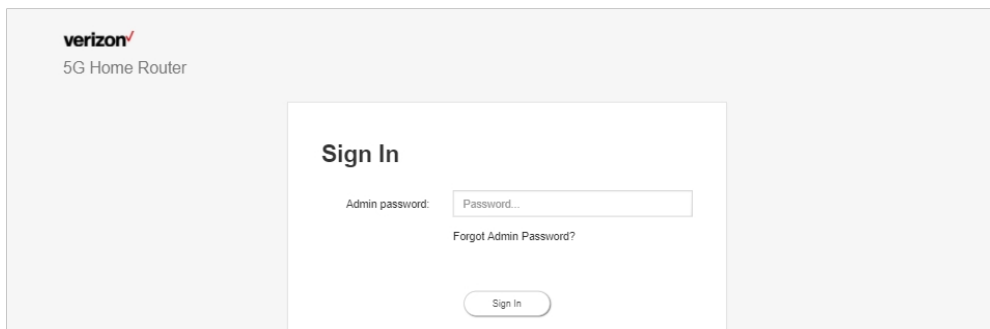 verizon✓
5G Home Router
Sign In
Admin password: Password...
Forgot Admin Password?
Sign In